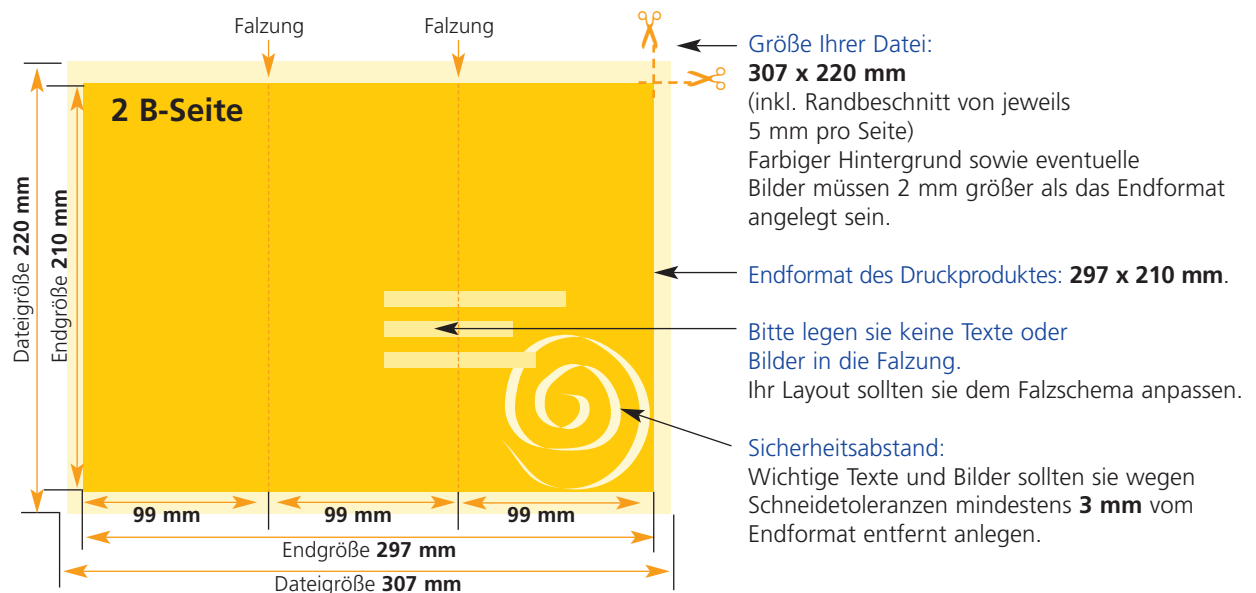 Falzung
Falzung
2 B-Seite
Dateigröße 220 mm
Endgröße 210 mm
99 mm
99 mm
99 mm
Endgröße 297 mm
Dateigröße 307 mm
Größe Ihrer Datei:
307 x 220 mm
(inkl. Randbeschnitt von jeweils
5 mm pro Seite)
Farbiger Hintergrund sowie eventuelle
Bilder müssen 2 mm größer als das Endformat
angelegt sein.
Endformat des Druckproduktes: 297 x 210 mm.
Bitte legen sie keine Texte oder
Bilder in die Falzung.
Ihr Layout sollten sie dem Falzschema anpassen.
Sicherheitsabstand:
Wichtige Texte und Bilder sollten sie wegen
Schneidetoleranzen mindestens 3 mm vom
Endformat entfernt anlegen.